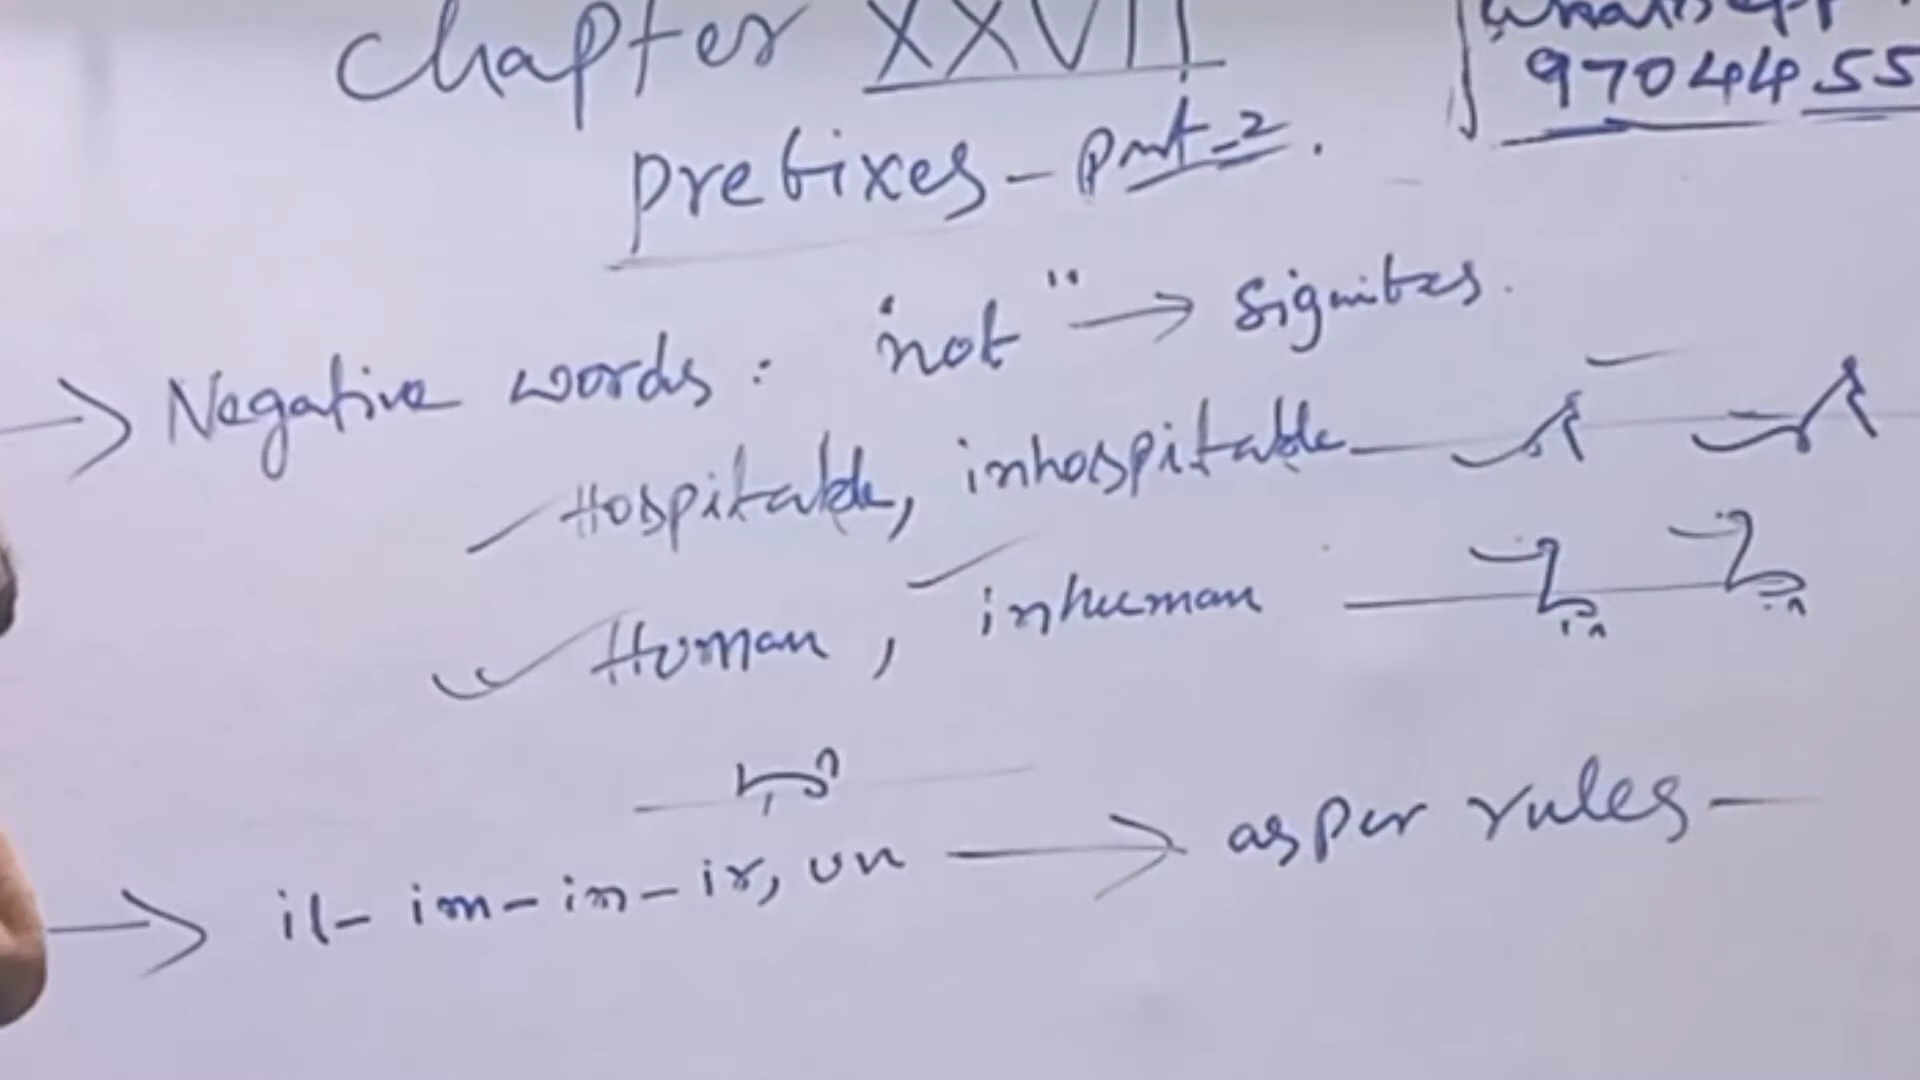 Chapter XXVII
WhatsApp
9704455
prefixes - part-2.
→ Negative words: "not" → signifies.
Hospitable, inhospitable
Human, inhuman
il- im- in- ir, un → as per rules -